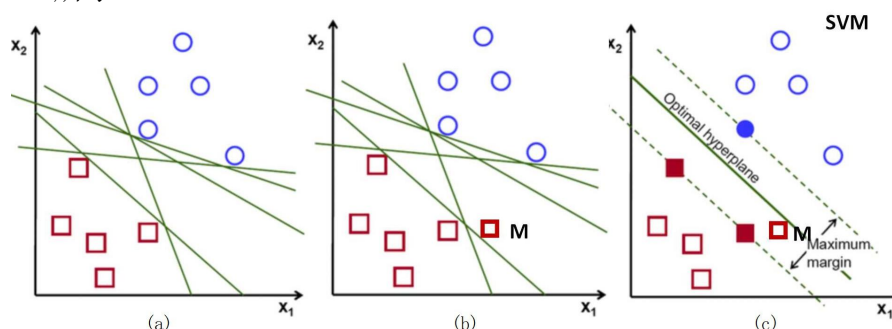 SVM
x₂
x₂
x₂
Optimal hyperplane
M
M
Maximum
margin
x₁
x₁
x₁
(a)
(b)
(c)